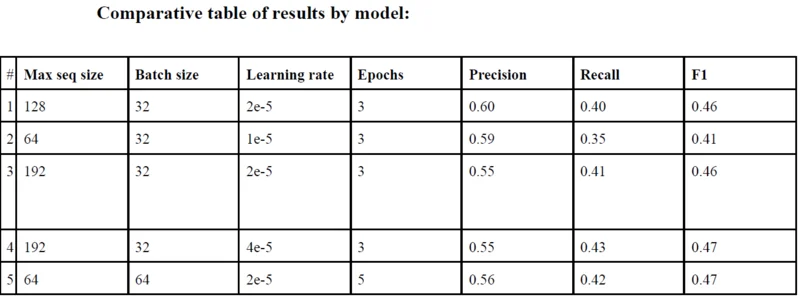 Comparative table of results by model:
# Max seq size Batch size Learning rate Epochs Precision Recall F1
1 128 32 2e-5 3 0.60 0.40 0.46
2 64 32 1e-5 3 0.59 0.35 0.41
3 192 32 2e-5 3 0.55 0.41 0.46
4 192 32 4e-5 3 0.55 0.43 0.47
5 64 64 2e-5 5 0.56 0.42 0.47